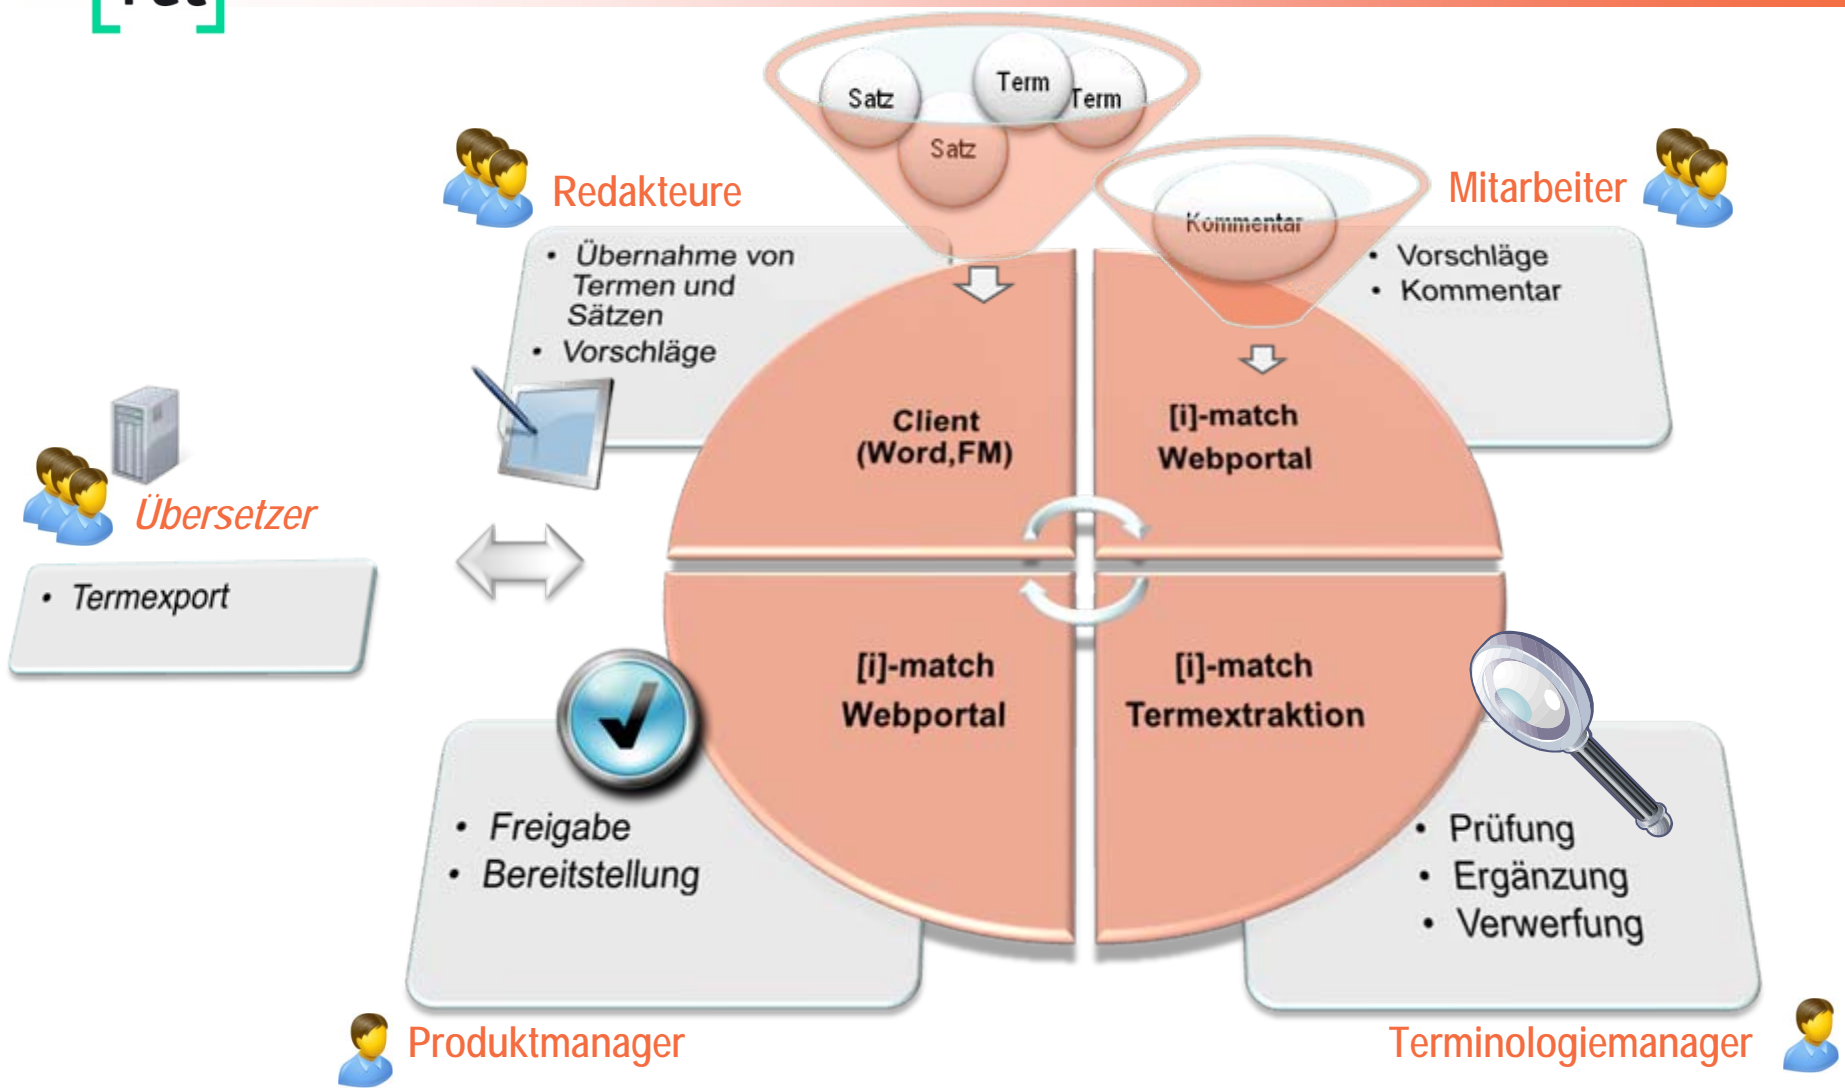 Satz
Term
Term
Satz
Kommentar
Redakteure
• Übernahme von
Termen und
Sätzen
• Vorschläge
Mitarbeiter
• Vorschläge
• Kommentar
Client
(Word,FM)
[i]-match
Webportal
Übersetzer
• Termexport
[i]-match
Webportal
[i]-match
Termextraktion
• Freigabe
• Bereitstellung
• Prüfung
• Ergänzung
• Verwerfung
Produktmanager
Terminologiemanager